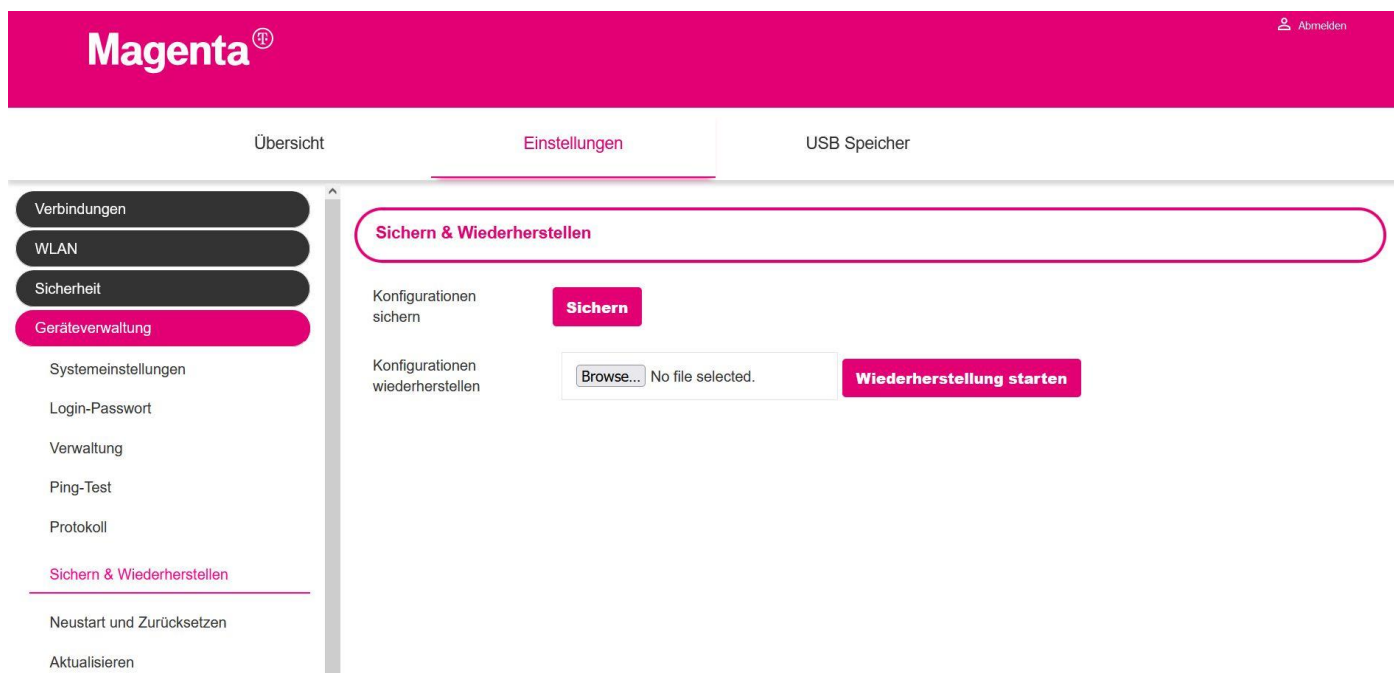 Magenta T
Abmelden
Übersicht
Einstellungen
USB Speicher
Verbindungen
WLAN
Sicherheit
Geräteverwaltung
Systemeinstellungen
Login-Passwort
Verwaltung
Ping-Test
Protokoll
Sichern & Wiederherstellen
Neustart und Zurücksetzen
Aktualisieren
Sichern & Wiederherstellen
Konfigurationen
sichern
Sichern
Konfigurationen
wiederherstellen
Browse... No file selected.
Wiederherstellung starten